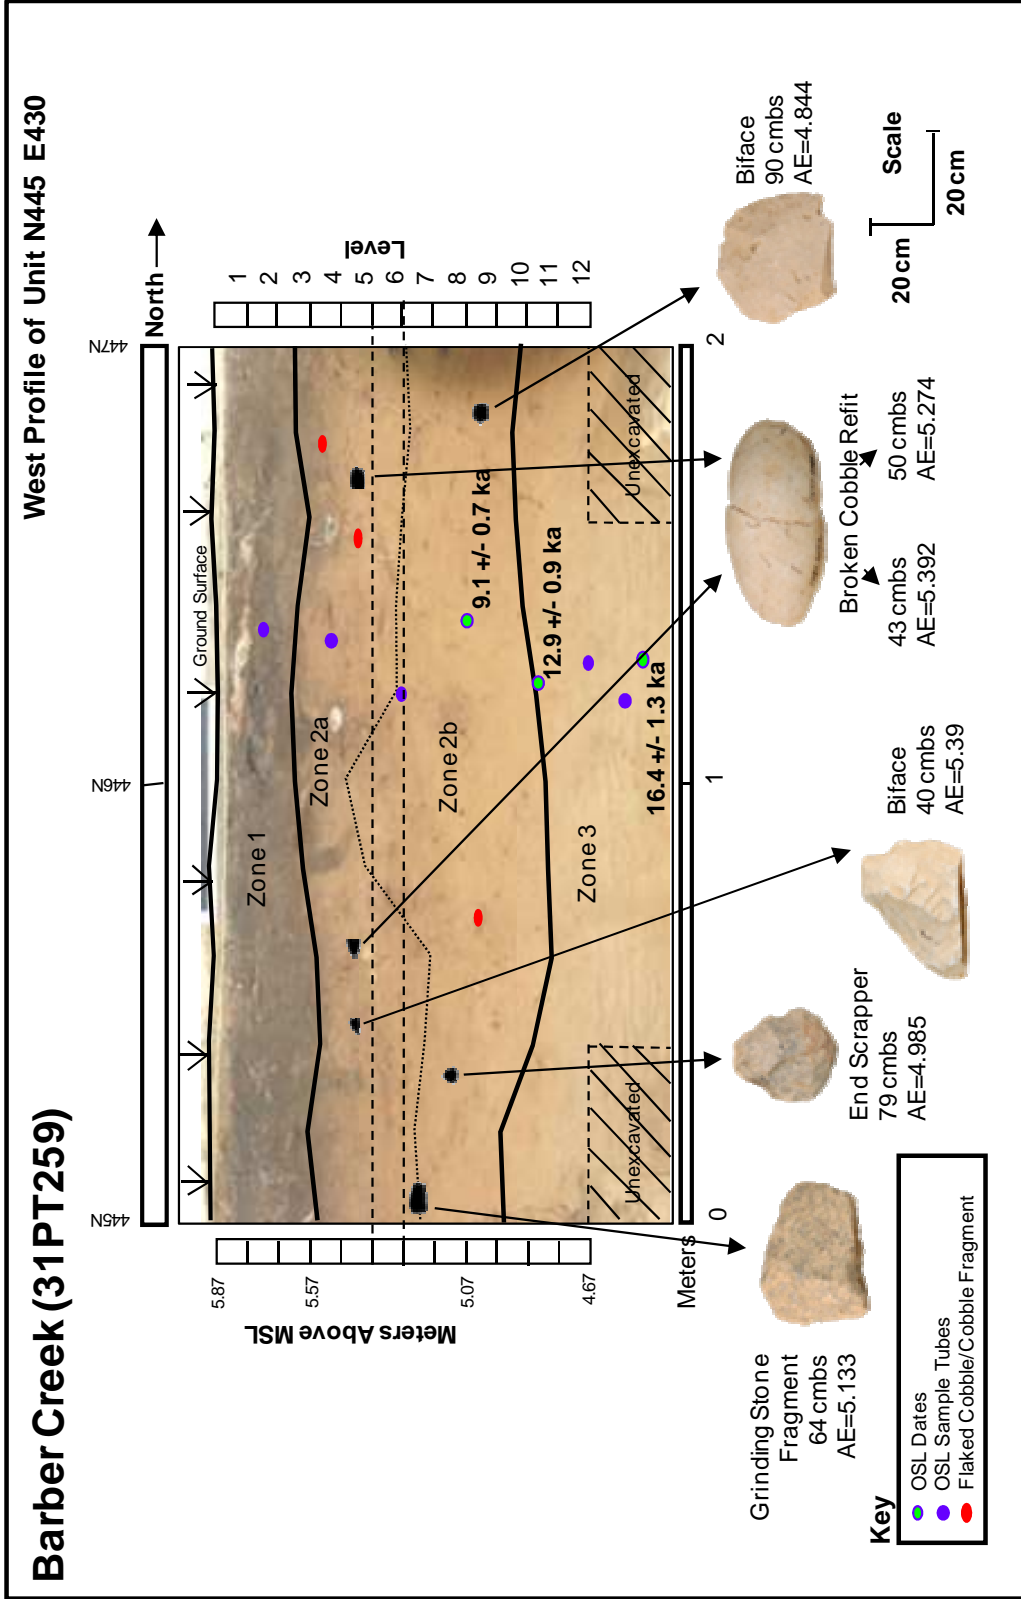 Barber Creek (31PT259)
West Profile of Unit N445 E430
North
445N
446N
447N
Ground Surface
Meters Above MSL
5.87
5.57
5.07
4.67
Level
1
2
3
4
5
6
7
8
9
10
11
12
Zone 1
Zone 2a
Zone 2b
Zone 3
9.1 +/- 0.7 ka
12.9 +/- 0.9 ka
16.4 +/- 1.3 ka
Unexcavated
Unexcavated
Meters
0
1
2
Grinding Stone
Fragment
64 cmbs
AE=5.133
End Scrapper
79 cmbs
AE=4.985
Biface
40 cmbs
AE=5.39
Broken Cobble Refit
43 cmbs
AE=5.392
50 cmbs
AE=5.274
Biface
90 cmbs
AE=4.844
Scale
20 cm
20 cm
Key
OSL Dates
OSL Sample Tubes
Flaked Cobble/Cobble Fragment